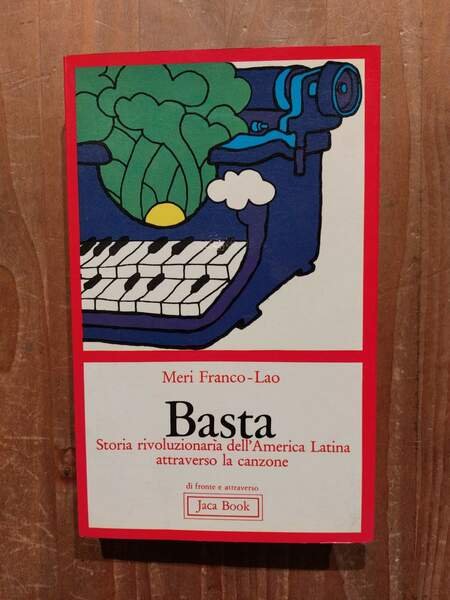 Meri Franco-Lao
Basta
Storia rivoluzionaria dell'America Latina
attraverso la canzone
di fronte e attraverso
Jaca Book